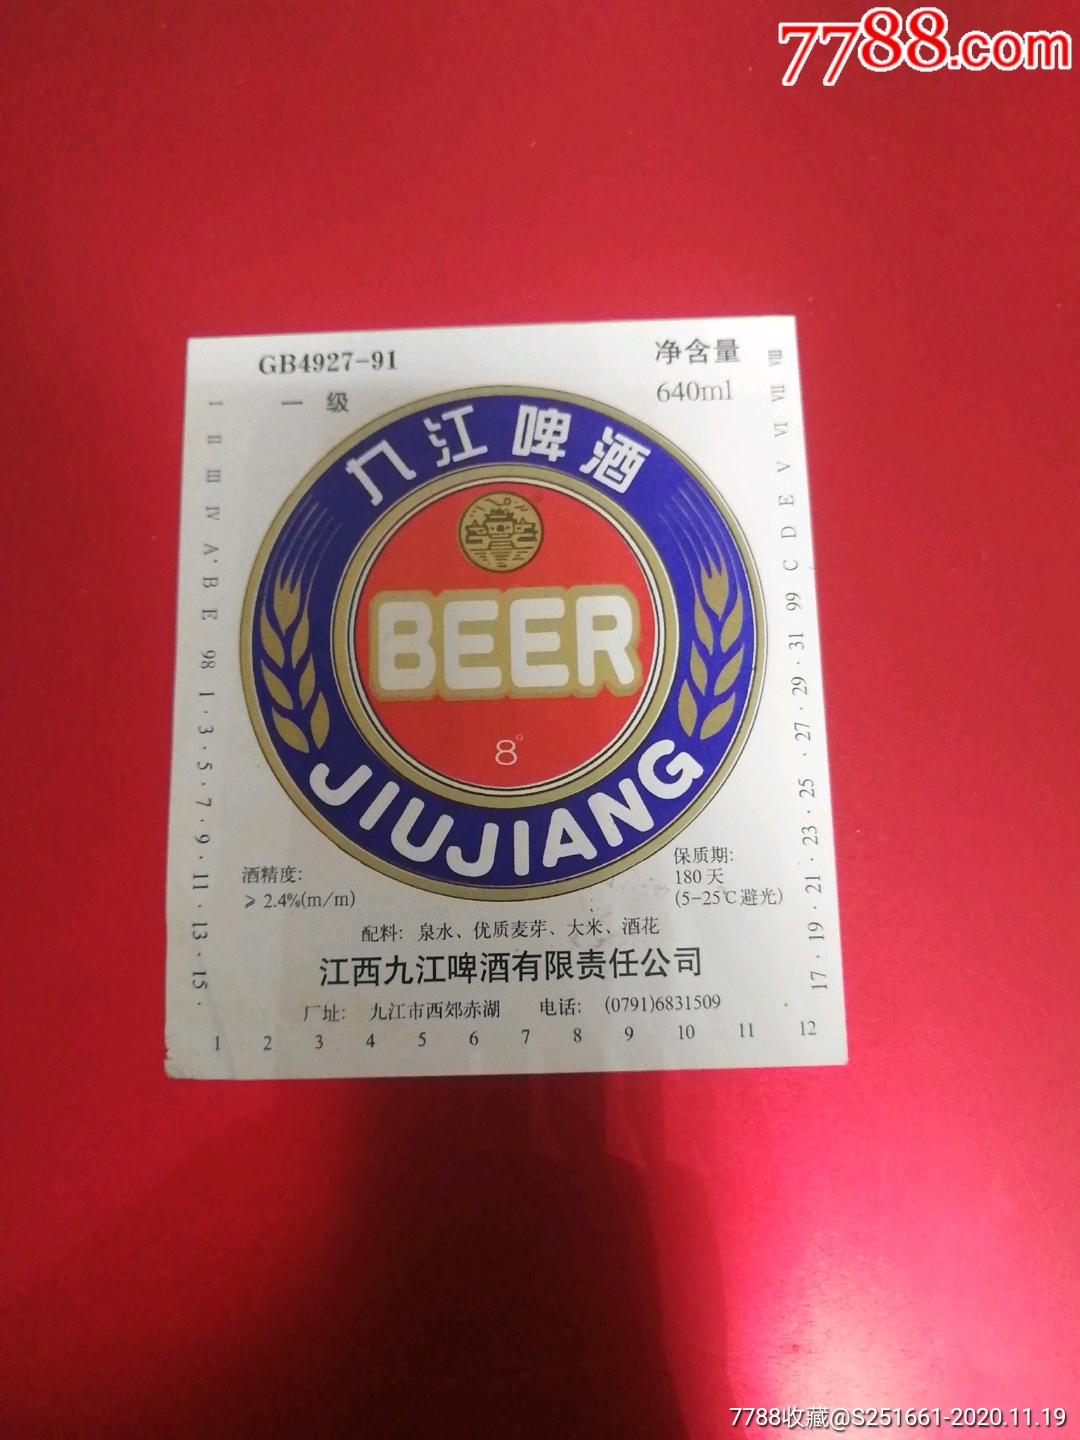 7788.com
GB4927-91
一 级
净含量
640ml
九江啤酒
BEER
8°
JIUJIANG
I II III IV A· B E 98 1 · 3 · 5 · 7 · 9 · 11 · 13 · 15 ·
17 · 19 · 21 · 23 · 25 · 27 · 29 · 31 99 C D E V VI VII VIII
酒精度:
≥ 2.4%(m/m)
保质期:
180 天
(5-25℃避光)
配料: 泉水、优质麦芽、大米、酒花
江西九江啤酒有限责任公司
厂址: 九江市西郊赤湖 电话: (0791)6831509
1 2 3 4 5 6 7 8 9 10 11 12
7788收藏@S251661-2020.11.19